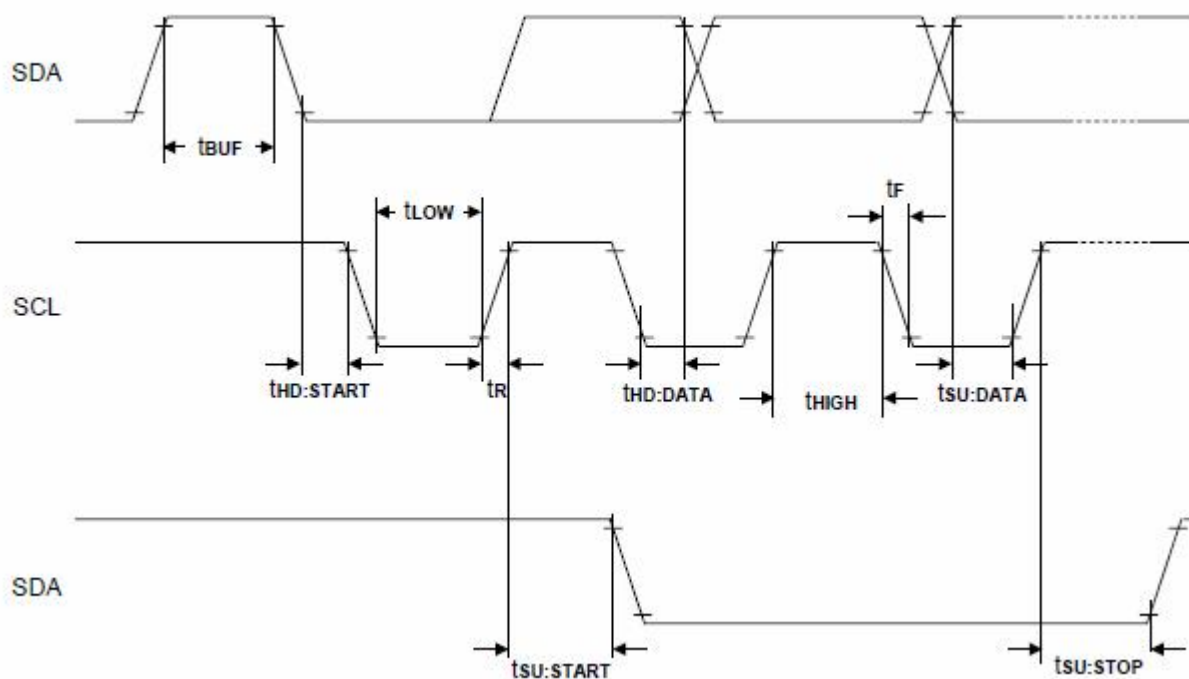 SDA
tBUF
tF
tLOW
SCL
tHD:START
tR
tHD:DATA
tHIGH
tSU:DATA
SDA
tSU:START
tSU:STOP